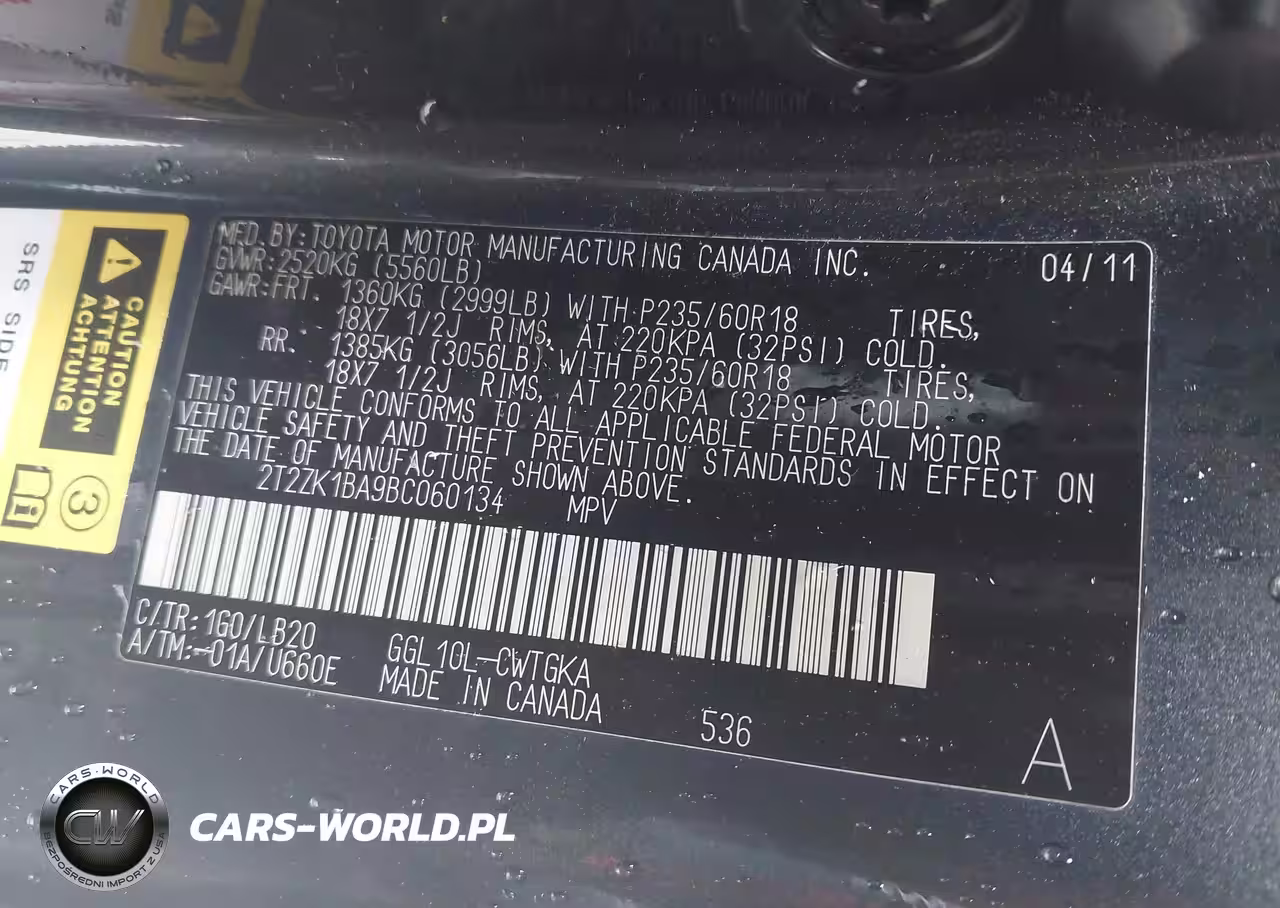 MFD. BY: TOYOTA MOTOR MANUFACTURING CANADA INC. 04/11
GVWR: 2520KG (5560LB)
GAWR: FRT. 1360KG (2999LB) WITH P235/60R18 TIRES,
18X7 1/2J RIMS, AT 220KPA (32PSI) COLD.
RR. 1385KG (3056LB) WITH P235/60R18 TIRES,
18X7 1/2J RIMS, AT 220KPA (32PSI) COLD.
THIS VEHICLE CONFORMS TO ALL APPLICABLE FEDERAL MOTOR
VEHICLE SAFETY AND THEFT PREVENTION STANDARDS IN EFFECT ON
THE DATE OF MANUFACTURE SHOWN ABOVE.
2T2ZK1BA9BC060134 MPV
C/TR: 1G0/LB20
A/TM: -01A/U660E
GGL10L-CWTGKA
MADE IN CANADA
536
A
CAUTION
ATTENTION
ACHTUNG
SRS SIDE
3
CARS-WORLD
CW
BEZPOŚREDNI IMPORT Z USA
CARS-WORLD.PL